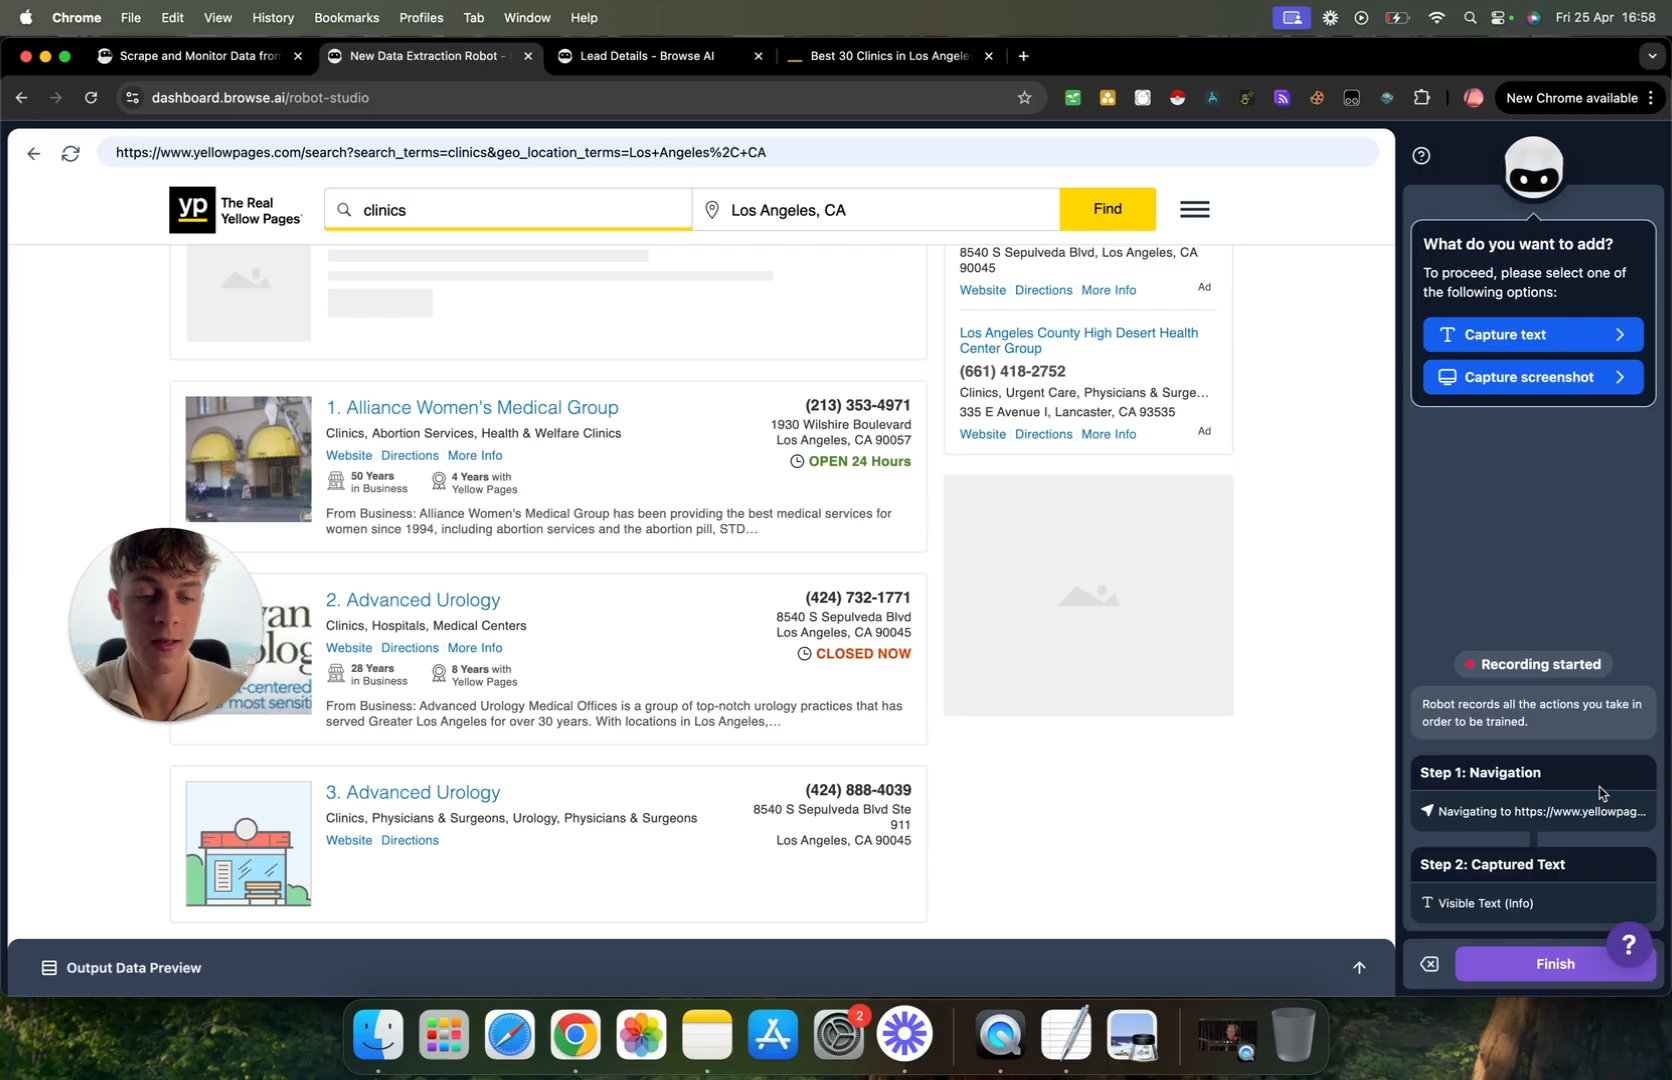 Chrome File Edit View History Bookmarks Profiles Tab Window Help
Fri 25 Apr 16:58
Scrape and Monitor Data from
New Data Extraction Robot -
Lead Details - Browse AI
Best 30 Clinics in Los Angele
dashboard.browse.ai/robot-studio
New Chrome available
https://www.yellowpages.com/search?search_terms=clinics&geo_location_terms=Los+Angeles%2C+CA
yp
The Real
Yellow Pages
clinics
Los Angeles, CA
Find
1. Alliance Women's Medical Group
Clinics, Abortion Services, Health & Welfare Clinics
Website Directions More Info
50 Years
in Business
4 Years with
Yellow Pages
From Business: Alliance Women's Medical Group has been providing the best medical services for
women since 1994, including abortion services and the abortion pill, STD...
(213) 353-4971
1930 Wilshire Boulevard
Los Angeles, CA 90057
OPEN 24 Hours
2. Advanced Urology
Clinics, Hospitals, Medical Centers
Website Directions More Info
28 Years
in Business
8 Years with
Yellow Pages
From Business: Advanced Urology Medical Offices is a group of top-notch urology practices that has
served Greater Los Angeles for over 30 years. With locations in Los Angeles,...
(424) 732-1771
8540 S Sepulveda Blvd
Los Angeles, CA 90045
CLOSED NOW
3. Advanced Urology
Clinics, Physicians & Surgeons, Urology, Physicians & Surgeons
Website Directions
(424) 888-4039
8540 S Sepulveda Blvd Ste
911
Los Angeles, CA 90045
8540 S Sepulveda Blvd, Los Angeles, CA
90045
Website Directions More Info
Ad
Los Angeles County High Desert Health
Center Group
(661) 418-2752
Clinics, Urgent Care, Physicians & Surge...
335 E Avenue I, Lancaster, CA 93535
Website Directions More Info
Ad
Output Data Preview
What do you want to add?
To proceed, please select one of
the following options:
Capture text
Capture screenshot
Recording started
Robot records all the actions you take in
order to be trained.
Step 1: Navigation
Navigating to https://www.yellowpag...
Step 2: Captured Text
Visible Text (Info)
?
Finish
2